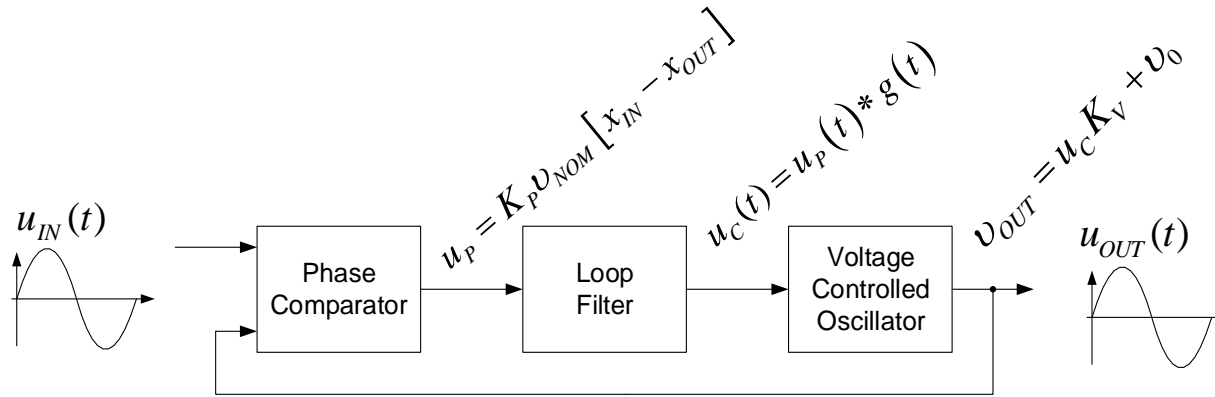 u_IN(t)
Phase
Comparator
u_P = K_P υ_NOM [x_IN − x_OUT]
Loop
Filter
u_C(t) = u_P(t) * g(t)
Voltage
Controlled
Oscillator
υ_OUT = u_C K_V + υ_0
u_OUT(t)